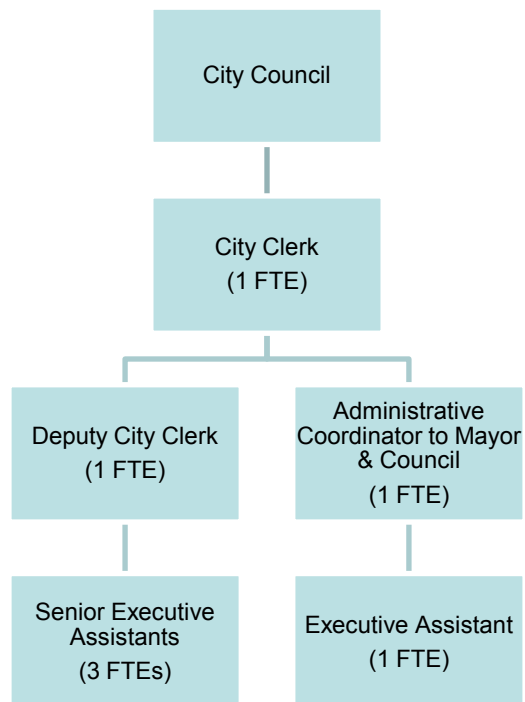 City Council
City Clerk
(1 FTE)
Deputy City Clerk
(1 FTE)
Administrative
Coordinator to Mayor
& Council
(1 FTE)
Senior Executive
Assistants
(3 FTEs)
Executive Assistant
(1 FTE)